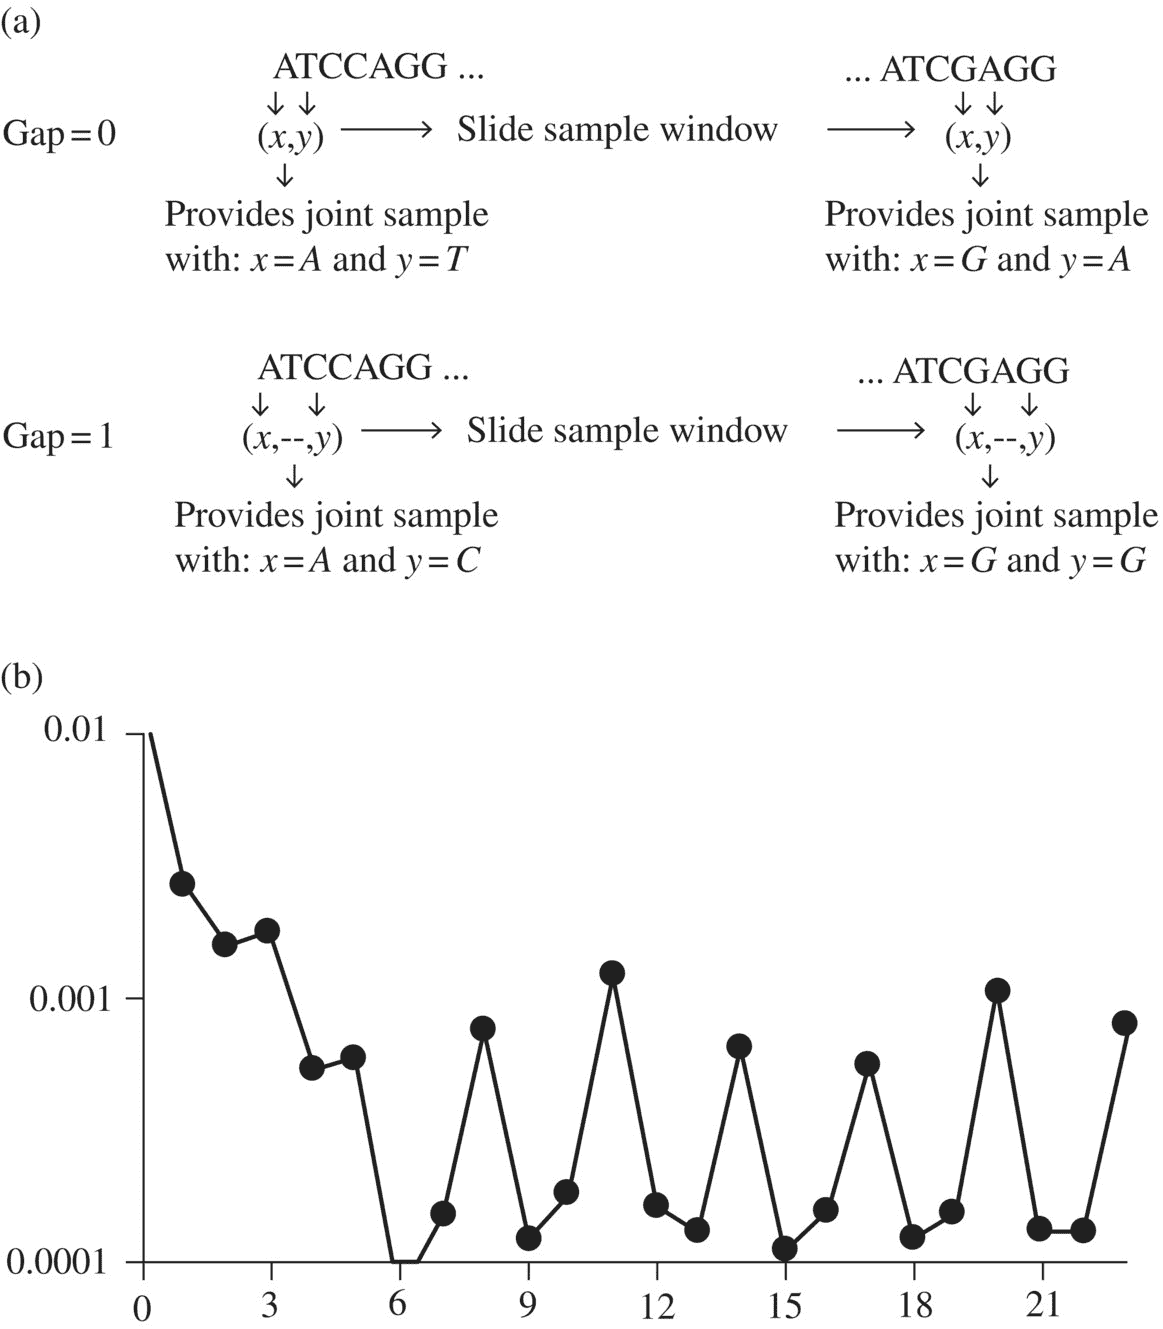 (a)
ATCCAGG ... ... ATCGAGG
Gap = 0 (x,y) Slide sample window (x,y)
Provides joint sample Provides joint sample
with: x = A and y = T with: x = G and y = A
ATCCAGG ... ... ATCGAGG
Gap = 1 (x,--,y) Slide sample window (x,--,y)
Provides joint sample Provides joint sample
with: x = A and y = C with: x = G and y = G
(b)
0.01
0.001
0.0001
0 3 6 9 12 15 18 21